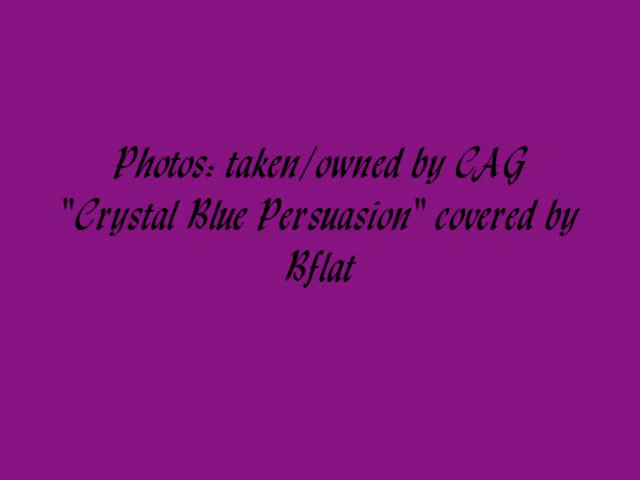 Photos: taken/owned by CAG
"Crystal Blue Persuasion" covered by
Bflat